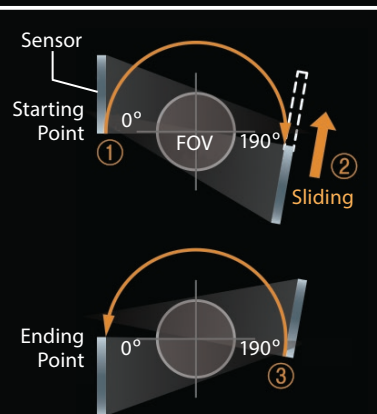 Sensor
Starting
Point
0°
FOV
190°
①
②
Sliding
Ending
Point
0°
190°
③